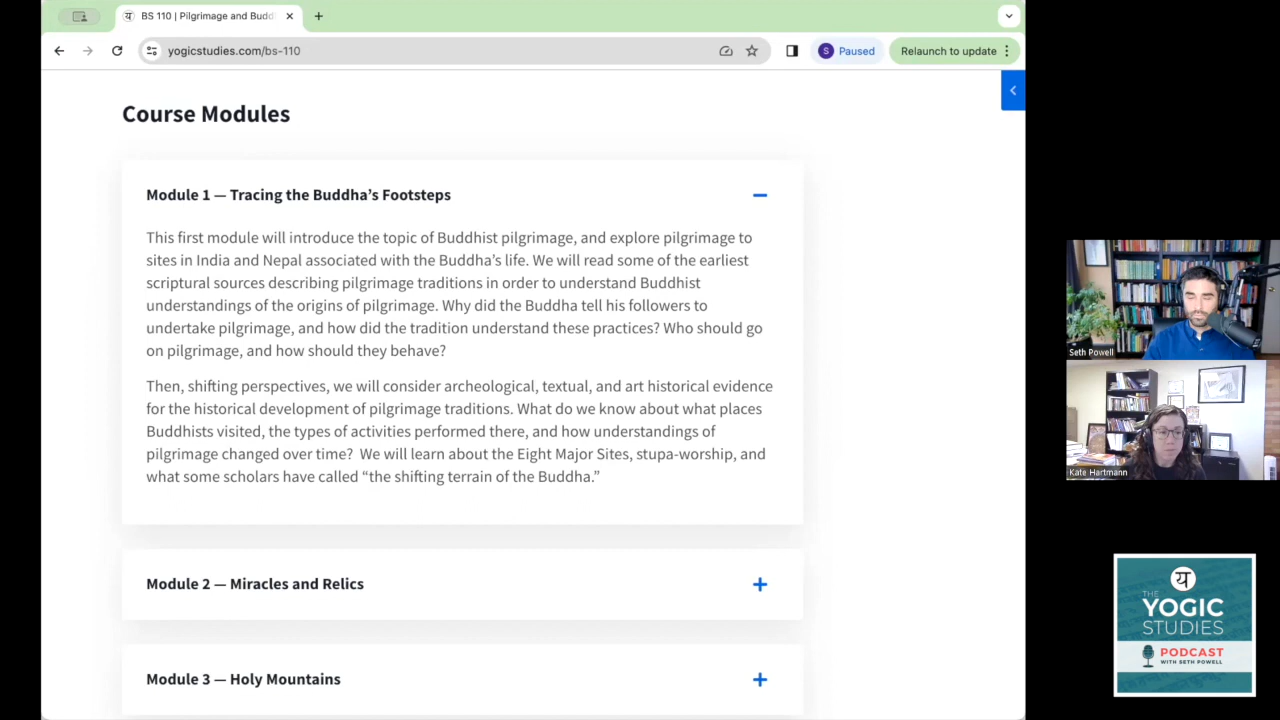 BS 110 | Pilgrimage and Budd
yogicstudies.com/bs-110
S Paused
Relaunch to update
Course Modules
Module 1 — Tracing the Buddha’s Footsteps
This first module will introduce the topic of Buddhist pilgrimage, and explore pilgrimage to
sites in India and Nepal associated with the Buddha’s life. We will read some of the earliest
scriptural sources describing pilgrimage traditions in order to understand Buddhist
understandings of the origins of pilgrimage. Why did the Buddha tell his followers to
undertake pilgrimage, and how did the tradition understand these practices? Who should go
on pilgrimage, and how should they behave?
Then, shifting perspectives, we will consider archeological, textual, and art historical evidence
for the historical development of pilgrimage traditions. What do we know about what places
Buddhists visited, the types of activities performed there, and how understandings of
pilgrimage changed over time?  We will learn about the Eight Major Sites, stupa-worship, and
what some scholars have called “the shifting terrain of the Buddha.”
Module 2 — Miracles and Relics
Module 3 — Holy Mountains
Seth Powell
Kate Hartmann
य
THE
YOGIC
STUDIES
PODCAST
WITH SETH POWELL